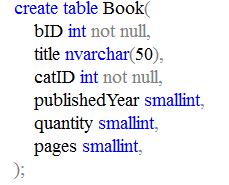 create table Book(
bID int not null,
title nvarchar(50),
catID int not null,
publishedYear smallint,
quantity smallint,
pages smallint,
);